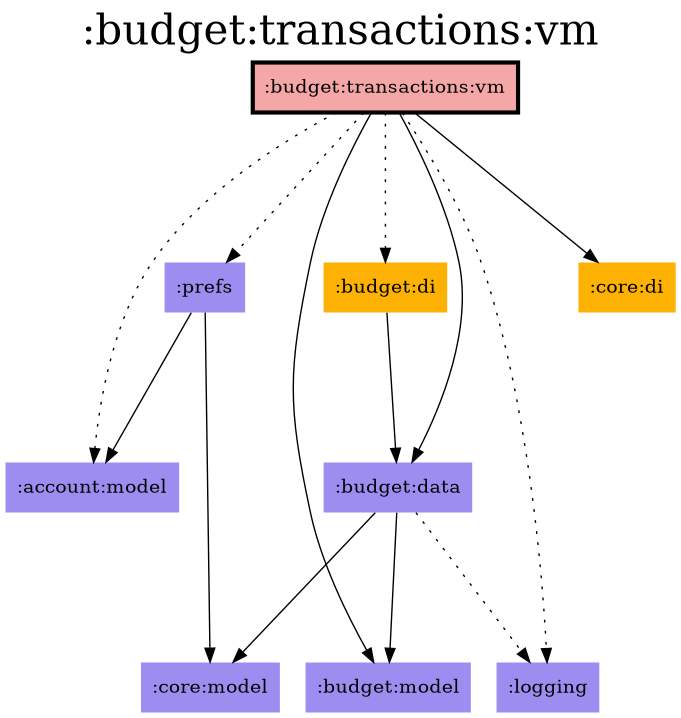 :budget:transactions:vm
:budget:transactions:vm
:prefs
:budget:di
:core:di
:account:model
:budget:data
:core:model
:budget:model
:logging